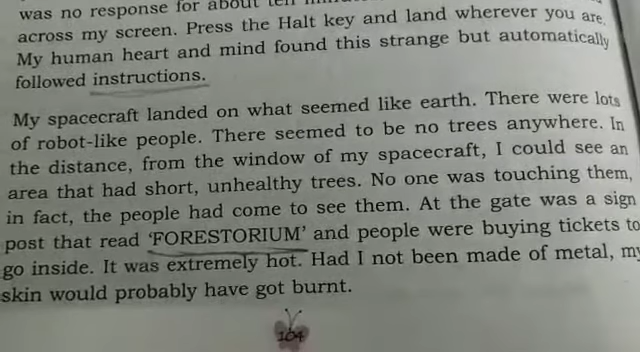 was no response for about ten
across my screen. Press the Halt key and land wherever you are.
My human heart and mind found this strange but automatically
followed instructions.
My spacecraft landed on what seemed like earth. There were lots
of robot-like people. There seemed to be no trees anywhere. In
the distance, from the window of my spacecraft, I could see an
area that had short, unhealthy trees. No one was touching them,
in fact, the people had come to see them. At the gate was a sign
post that read ‘FORESTORIUM’ and people were buying tickets to
go inside. It was extremely hot. Had I not been made of metal, my
skin would probably have got burnt.
104